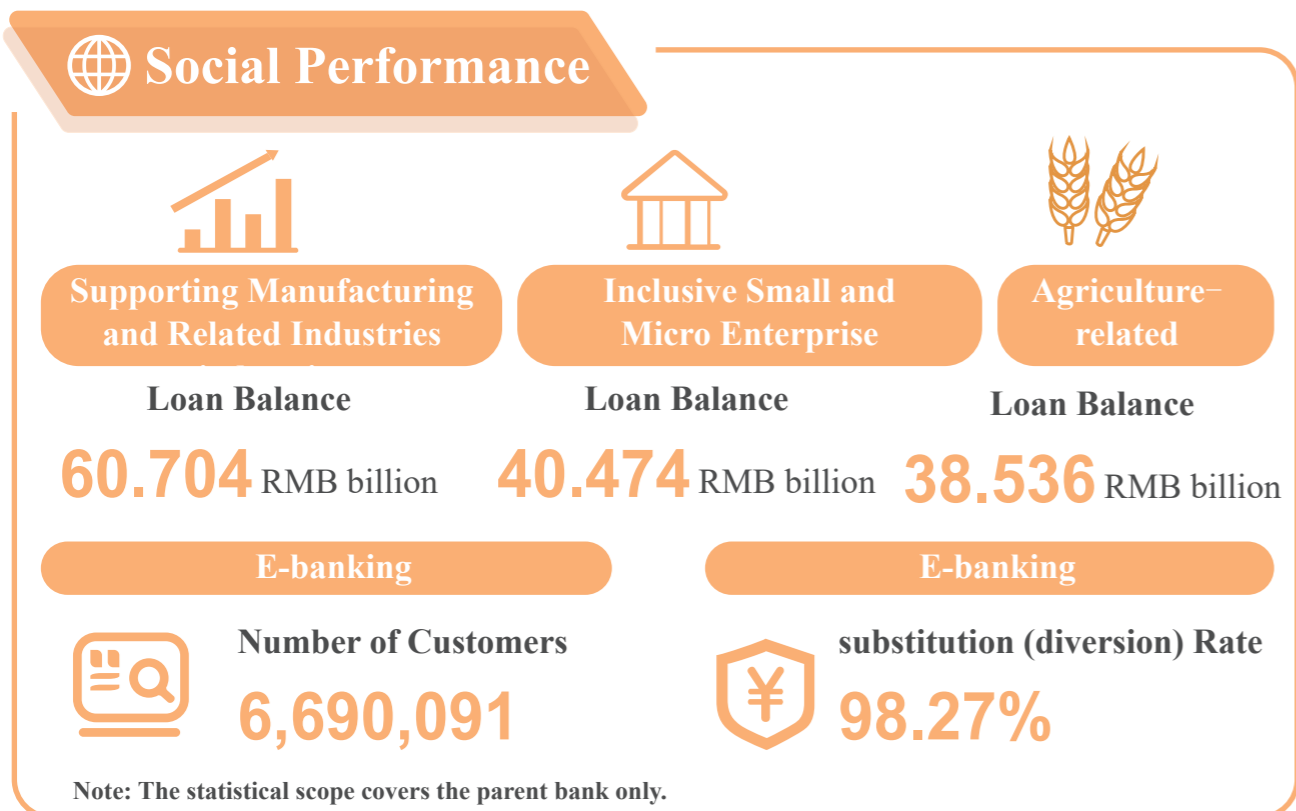 Social Performance
Supporting Manufacturing
and Related Industries
Inclusive Small and
Micro Enterprise
Agriculture-
related
Loan Balance
Loan Balance
Loan Balance
60.704 RMB billion
40.474 RMB billion
38.536 RMB billion
E-banking
E-banking
Number of Customers
substitution (diversion) Rate
6,690,091
98.27%
Note: The statistical scope covers the parent bank only.